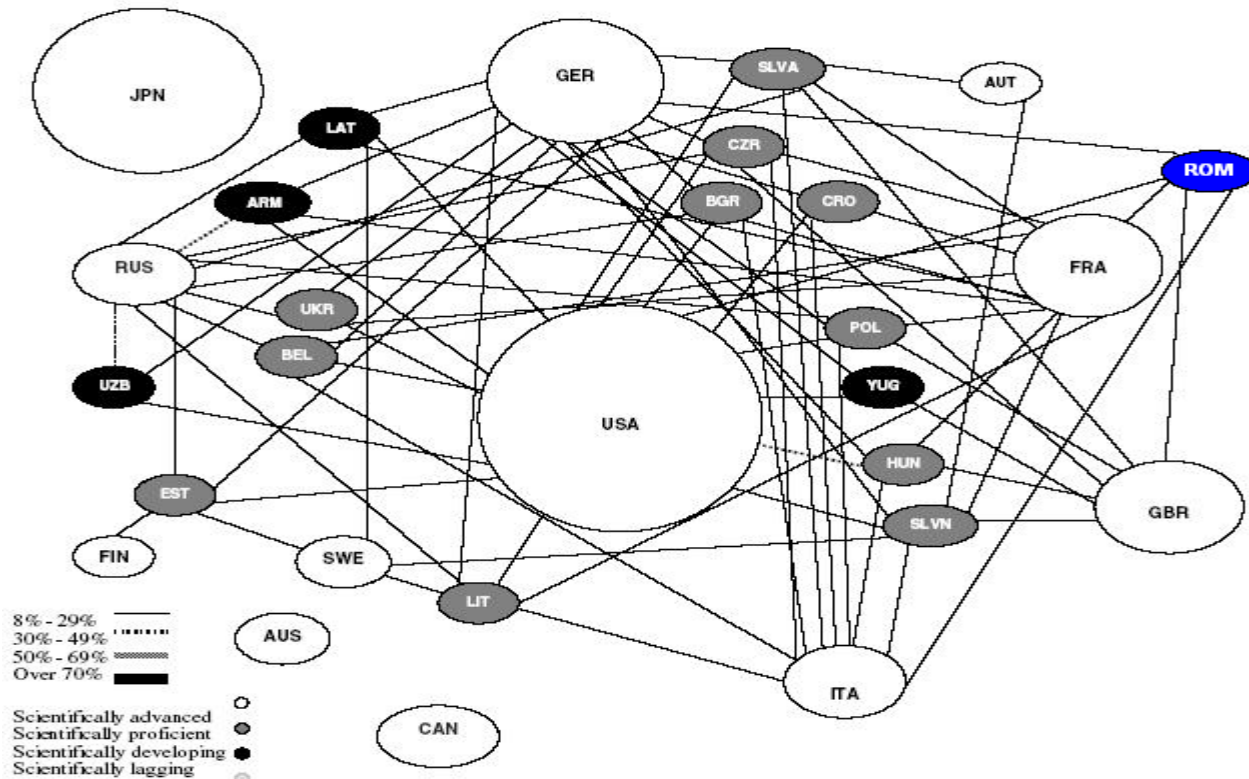 GER
SLVA
AUT
JPN
LAT
CZR
ROM
ARM
BGR
CRO
RUS
FRA
UKR
POL
BEL
UZB
YUG
USA
HUN
EST
SLVN
GBR
FIN
SWE
LIT
8% - 29%
30% - 49%
50% - 69%
Over 70%
AUS
ITA
CAN
Scientifically advanced
Scientifically proficient
Scientifically developing
Scientifically lagging